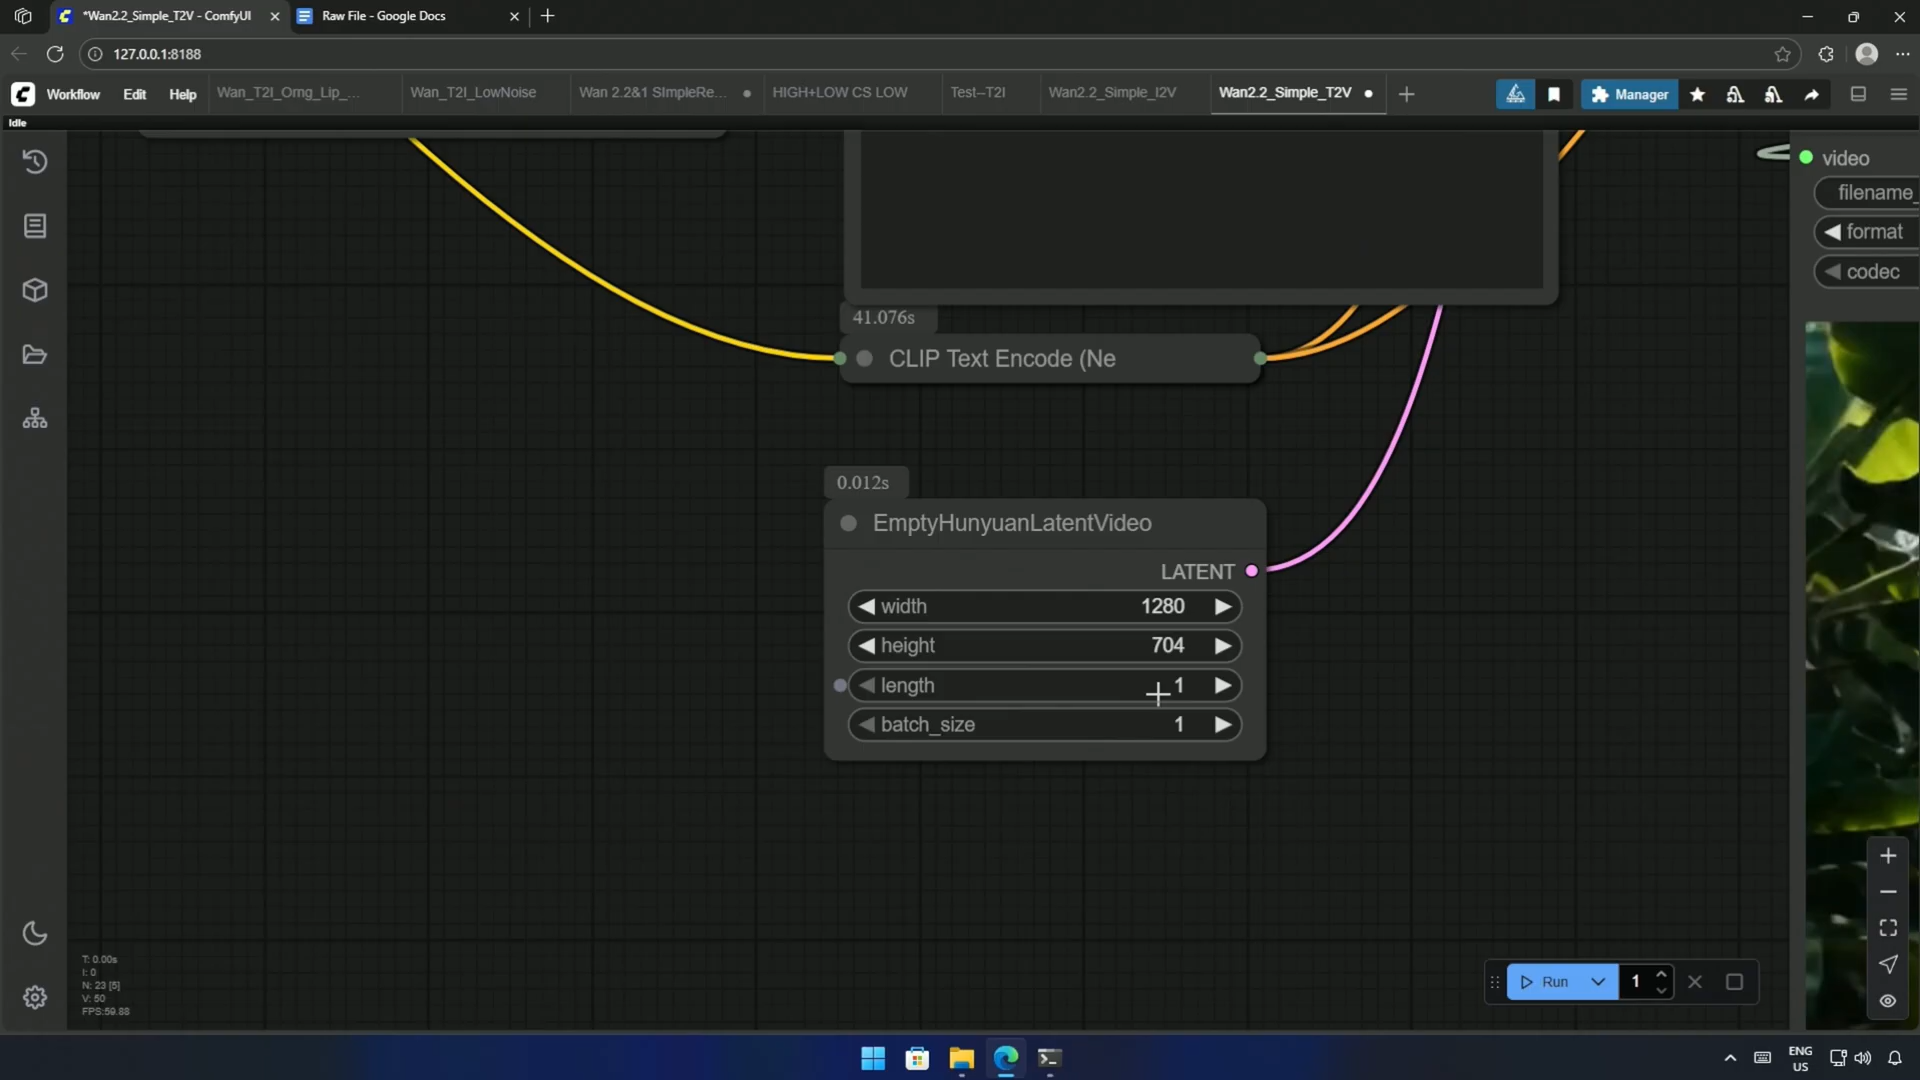 *Wan2.2_Simple_T2V - ComfyUI
Raw File - Google Docs
127.0.0.1:8188
Workflow
Edit
Help
Wan_T2I_Omg_Lip_...
Wan_T2I_LowNoise
Wan 2.2&1 SImpleRe...
HIGH+LOW CS LOW
Test--T2I
Wan2.2_Simple_I2V
Wan2.2_Simple_T2V
Manager
Idle
video
filename_
format
codec
41.076s
CLIP Text Encode (Ne
0.012s
EmptyHunyuanLatentVideo
LATENT
width 1280
height 704
length 1
batch_size 1
T: 0.00s
I: 0
N: 23 [5]
V: 50
FPS:59.88
Run
1
ENG
US